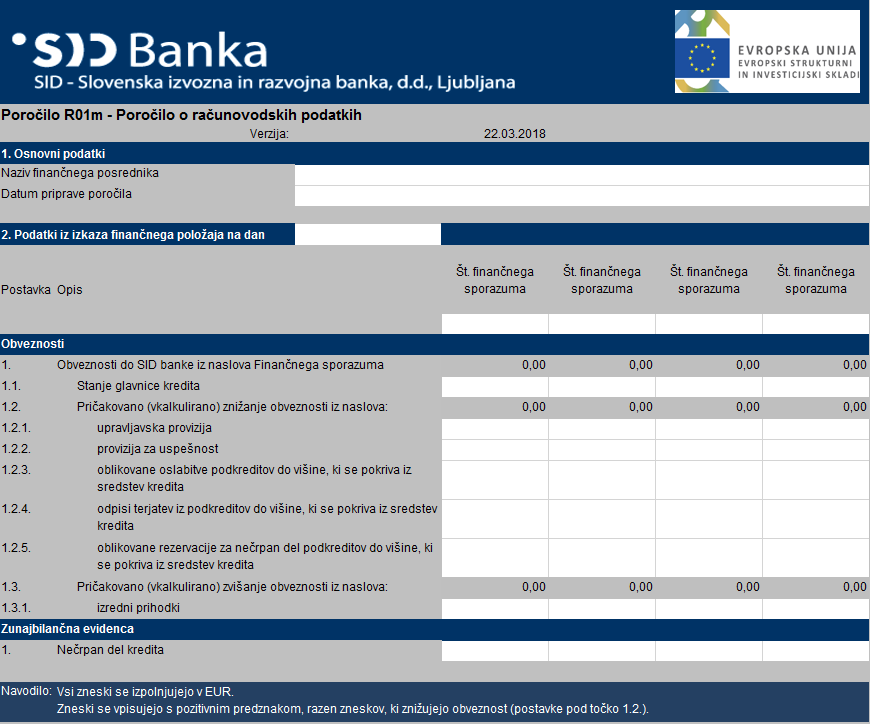 SID Banka
SID - Slovenska izvozna in razvojna banka, d.d., Ljubljana
EVROPSKA UNIJA
EVROPSKI STRUKTURNI
IN INVESTICIJSKI SKLADI
Poročilo R01m - Poročilo o računovodskih podatkih
Verzija: 22.03.2018
1. Osnovni podatki
Naziv finančnega posrednika
Datum priprave poročila
2. Podatki iz izkaza finančnega položaja na dan
Postavka Opis
Št. finančnega sporazuma
Št. finančnega sporazuma
Št. finančnega sporazuma
Št. finančnega sporazuma
Obveznosti
1. Obveznosti do SID banke iz naslova Finančnega sporazuma 0,00 0,00 0,00 0,00
1.1. Stanje glavnice kredita
1.2. Pričakovano (vkalkulirano) znižanje obveznosti iz naslova: 0,00 0,00 0,00 0,00
1.2.1. upravljavska provizija
1.2.2. provizija za uspešnost
1.2.3. oblikovane oslabitve podkreditov do višine, ki se pokriva iz
sredstev kredita
1.2.4. odpisi terjatev iz podkreditov do višine, ki se pokriva iz sredstev
kredita
1.2.5. oblikovane rezervacije za nečrpan del podkreditov do višine, ki
se pokriva iz sredstev kredita
1.3. Pričakovano (vkalkulirano) zvišanje obveznosti iz naslova: 0,00 0,00 0,00 0,00
1.3.1. izredni prihodki
Zunajbilančna evidenca
1. Nečrpan del kredita
Navodilo: Vsi zneski se izpolnjujejo v EUR.
Zneski se vpisujejo s pozitivnim predznakom, razen zneskov, ki znižujejo obveznost (postavke pod točko 1.2.).